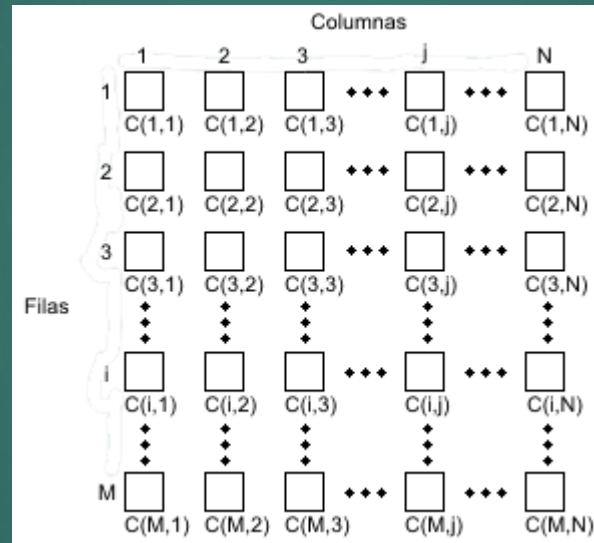 Columnas
1 2 3 j N
1
C(1,1) C(1,2) C(1,3) C(1,j) C(1,N)
2
C(2,1) C(2,2) C(2,3) C(2,j) C(2,N)
3
C(3,1) C(3,2) C(3,3) C(3,j) C(3,N)
Filas
i
C(i,1) C(i,2) C(i,3) C(i,j) C(i,N)
M
C(M,1) C(M,2) C(M,3) C(M,j) C(M,N)